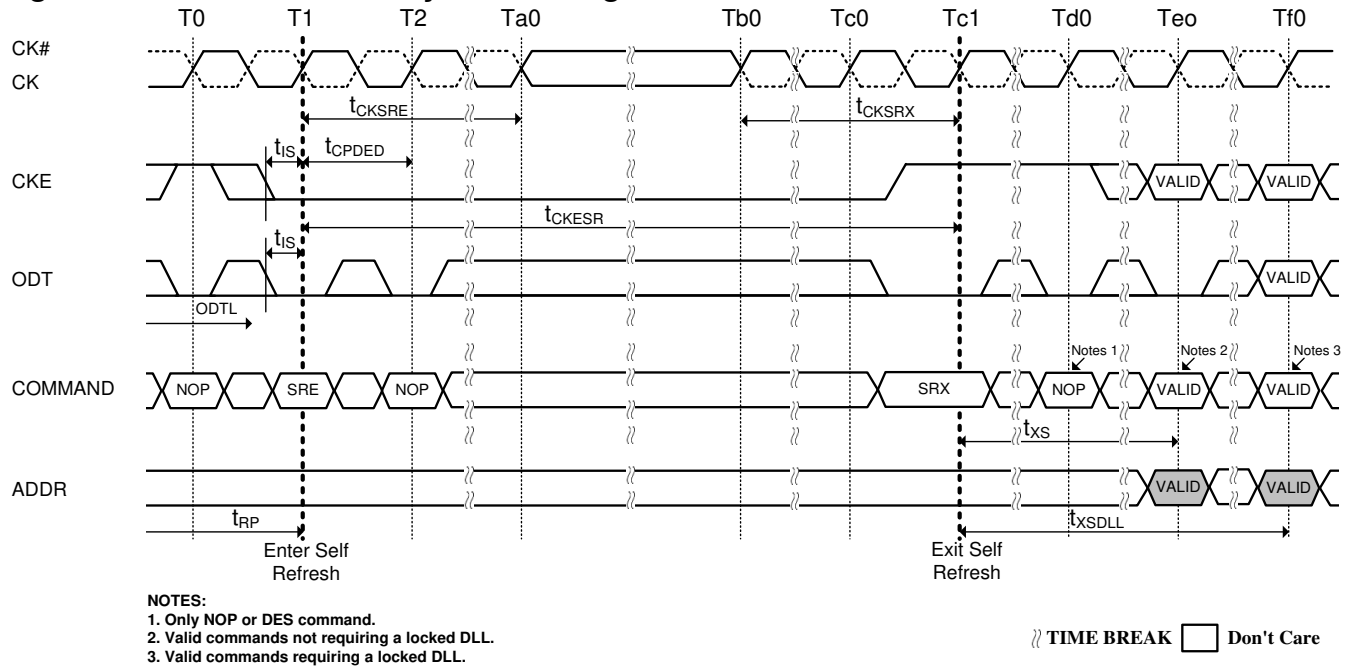 T0 T1 T2 Ta0 Tb0 Tc0 Tc1 Td0 Teo Tf0
CK#
CK
tCKSRE tCKSRX
tIS tCPDED
CKE VALID VALID
tCKESR
tIS
ODT VALID
ODTL
Notes 1 Notes 2 Notes 3
COMMAND NOP SRE NOP SRX NOP VALID VALID
tXS
ADDR VALID VALID
tRP tXSDLL
Enter Self Refresh
Exit Self Refresh
NOTES:
1. Only NOP or DES command.
2. Valid commands not requiring a locked DLL.
3. Valid commands requiring a locked DLL.
TIME BREAK Don't Care